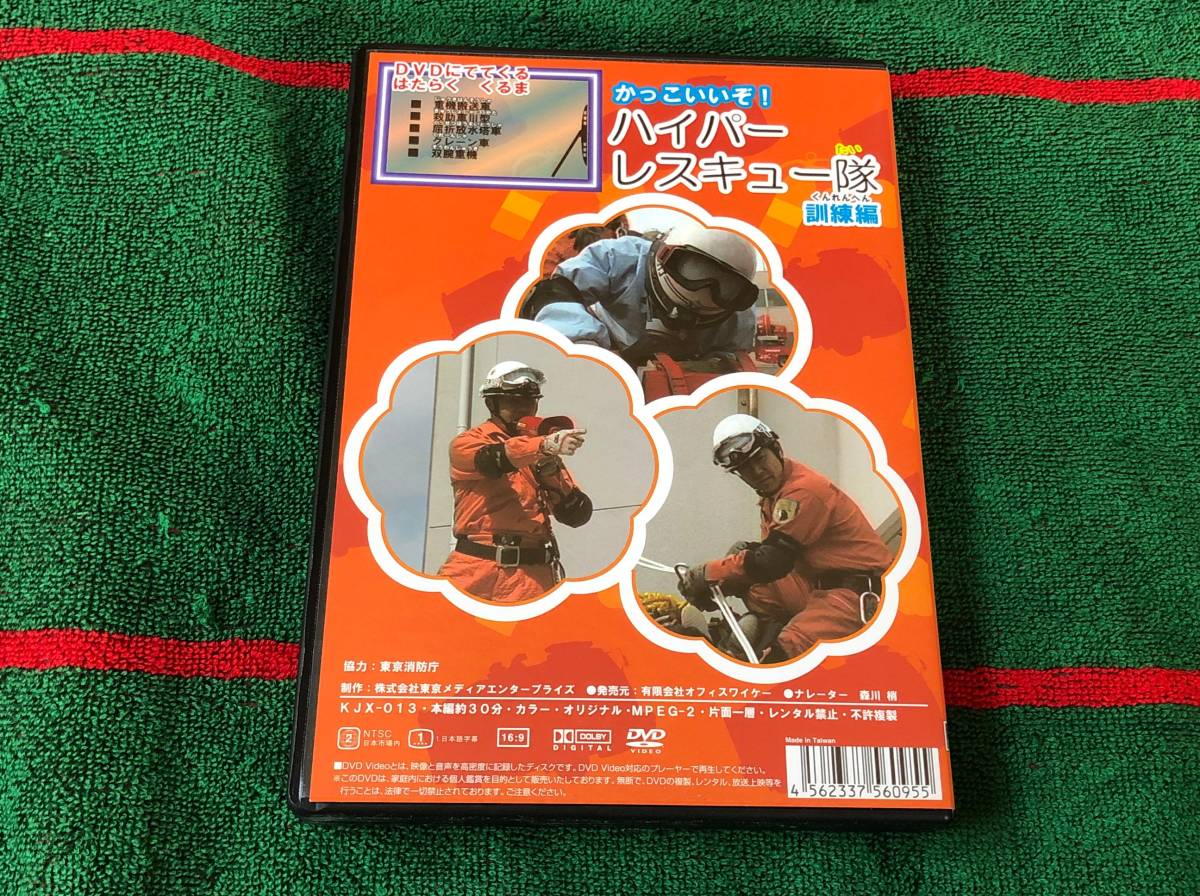 DVDにでてくる
はたらく くるま
■ 重機搬送車
■ 救助車Ⅲ型
■ 屈折放水塔車
■ クレーン車
■ 双腕重機
かっこいいぞ!
ハイパー
レスキュー隊
たい
くんれんへん
訓練編
協力:東京消防庁
制作:株式会社東京メディアエンタープライズ ●発売元:有限会社オフィスワイケー ●ナレーター 森川 梢
KJX-013・本編約30分・カラー・オリジナル・MPEG-2・片面一層・レンタル禁止・不許複製
2 NTSC 日本市場内
1 1.日本語字幕
16:9
DOLBY DIGITAL
DVD VIDEO
Made in Taiwan
■DVD Videoとは、映像と音声を高密度に記録したディスクです。DVD Video対応のプレーヤーで再生してください。
※このDVDは、家庭内における個人鑑賞を目的として販売いたしております。無断で、DVDの複製、レンタル、放送上映等を
行うことは、法律で一切禁止されております。ご注意ください。
4 562337 560955